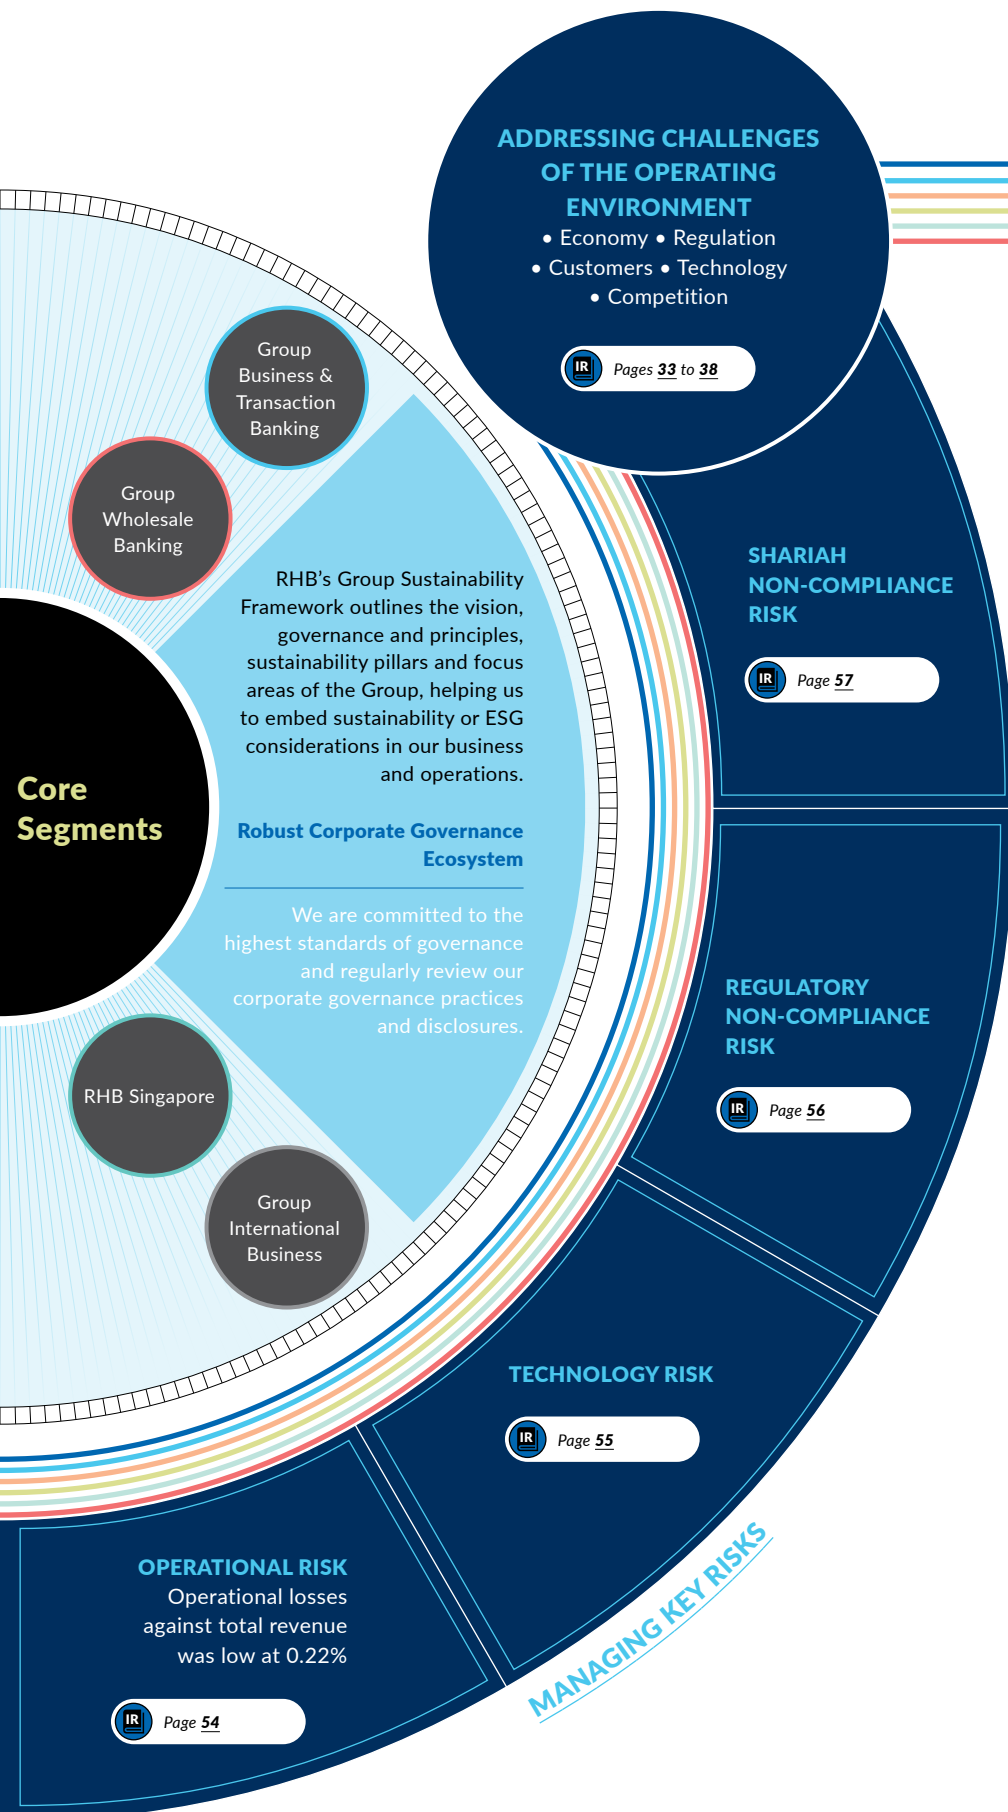 ADDRESSING CHALLENGES
OF THE OPERATING
ENVIRONMENT
• Economy • Regulation
• Customers • Technology
• Competition
IR Pages 33 to 38
Group
Business &
Transaction
Banking
Group
Wholesale
Banking
SHARIAH
NON-COMPLIANCE
RISK
IR Page 57
RHB’s Group Sustainability
Framework outlines the vision,
governance and principles,
sustainability pillars and focus
areas of the Group, helping us
to embed sustainability or ESG
considerations in our business
and operations.
Core
Segments
Robust Corporate Governance
Ecosystem
We are committed to the
highest standards of governance
and regularly review our
corporate governance practices
and disclosures.
REGULATORY
NON-COMPLIANCE
RISK
IR Page 56
RHB Singapore
Group
International
Business
TECHNOLOGY RISK
IR Page 55
OPERATIONAL RISK
Operational losses
against total revenue
was low at 0.22%
IR Page 54
MANAGING KEY RISKS